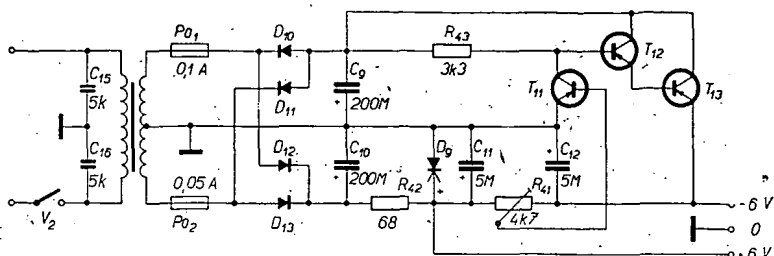 Po1
0,1 A
D10
D11
C15
5k
C16
5k
V2
0,05 A
Po2
D12
D13
C9
+ 200M
C10
+ 200M
R43
3k3
T11
T12
T13
D9
+
+ C11
5M
+ C12
5M
R42
68
R41
4k7
-6 V
0
-6 V